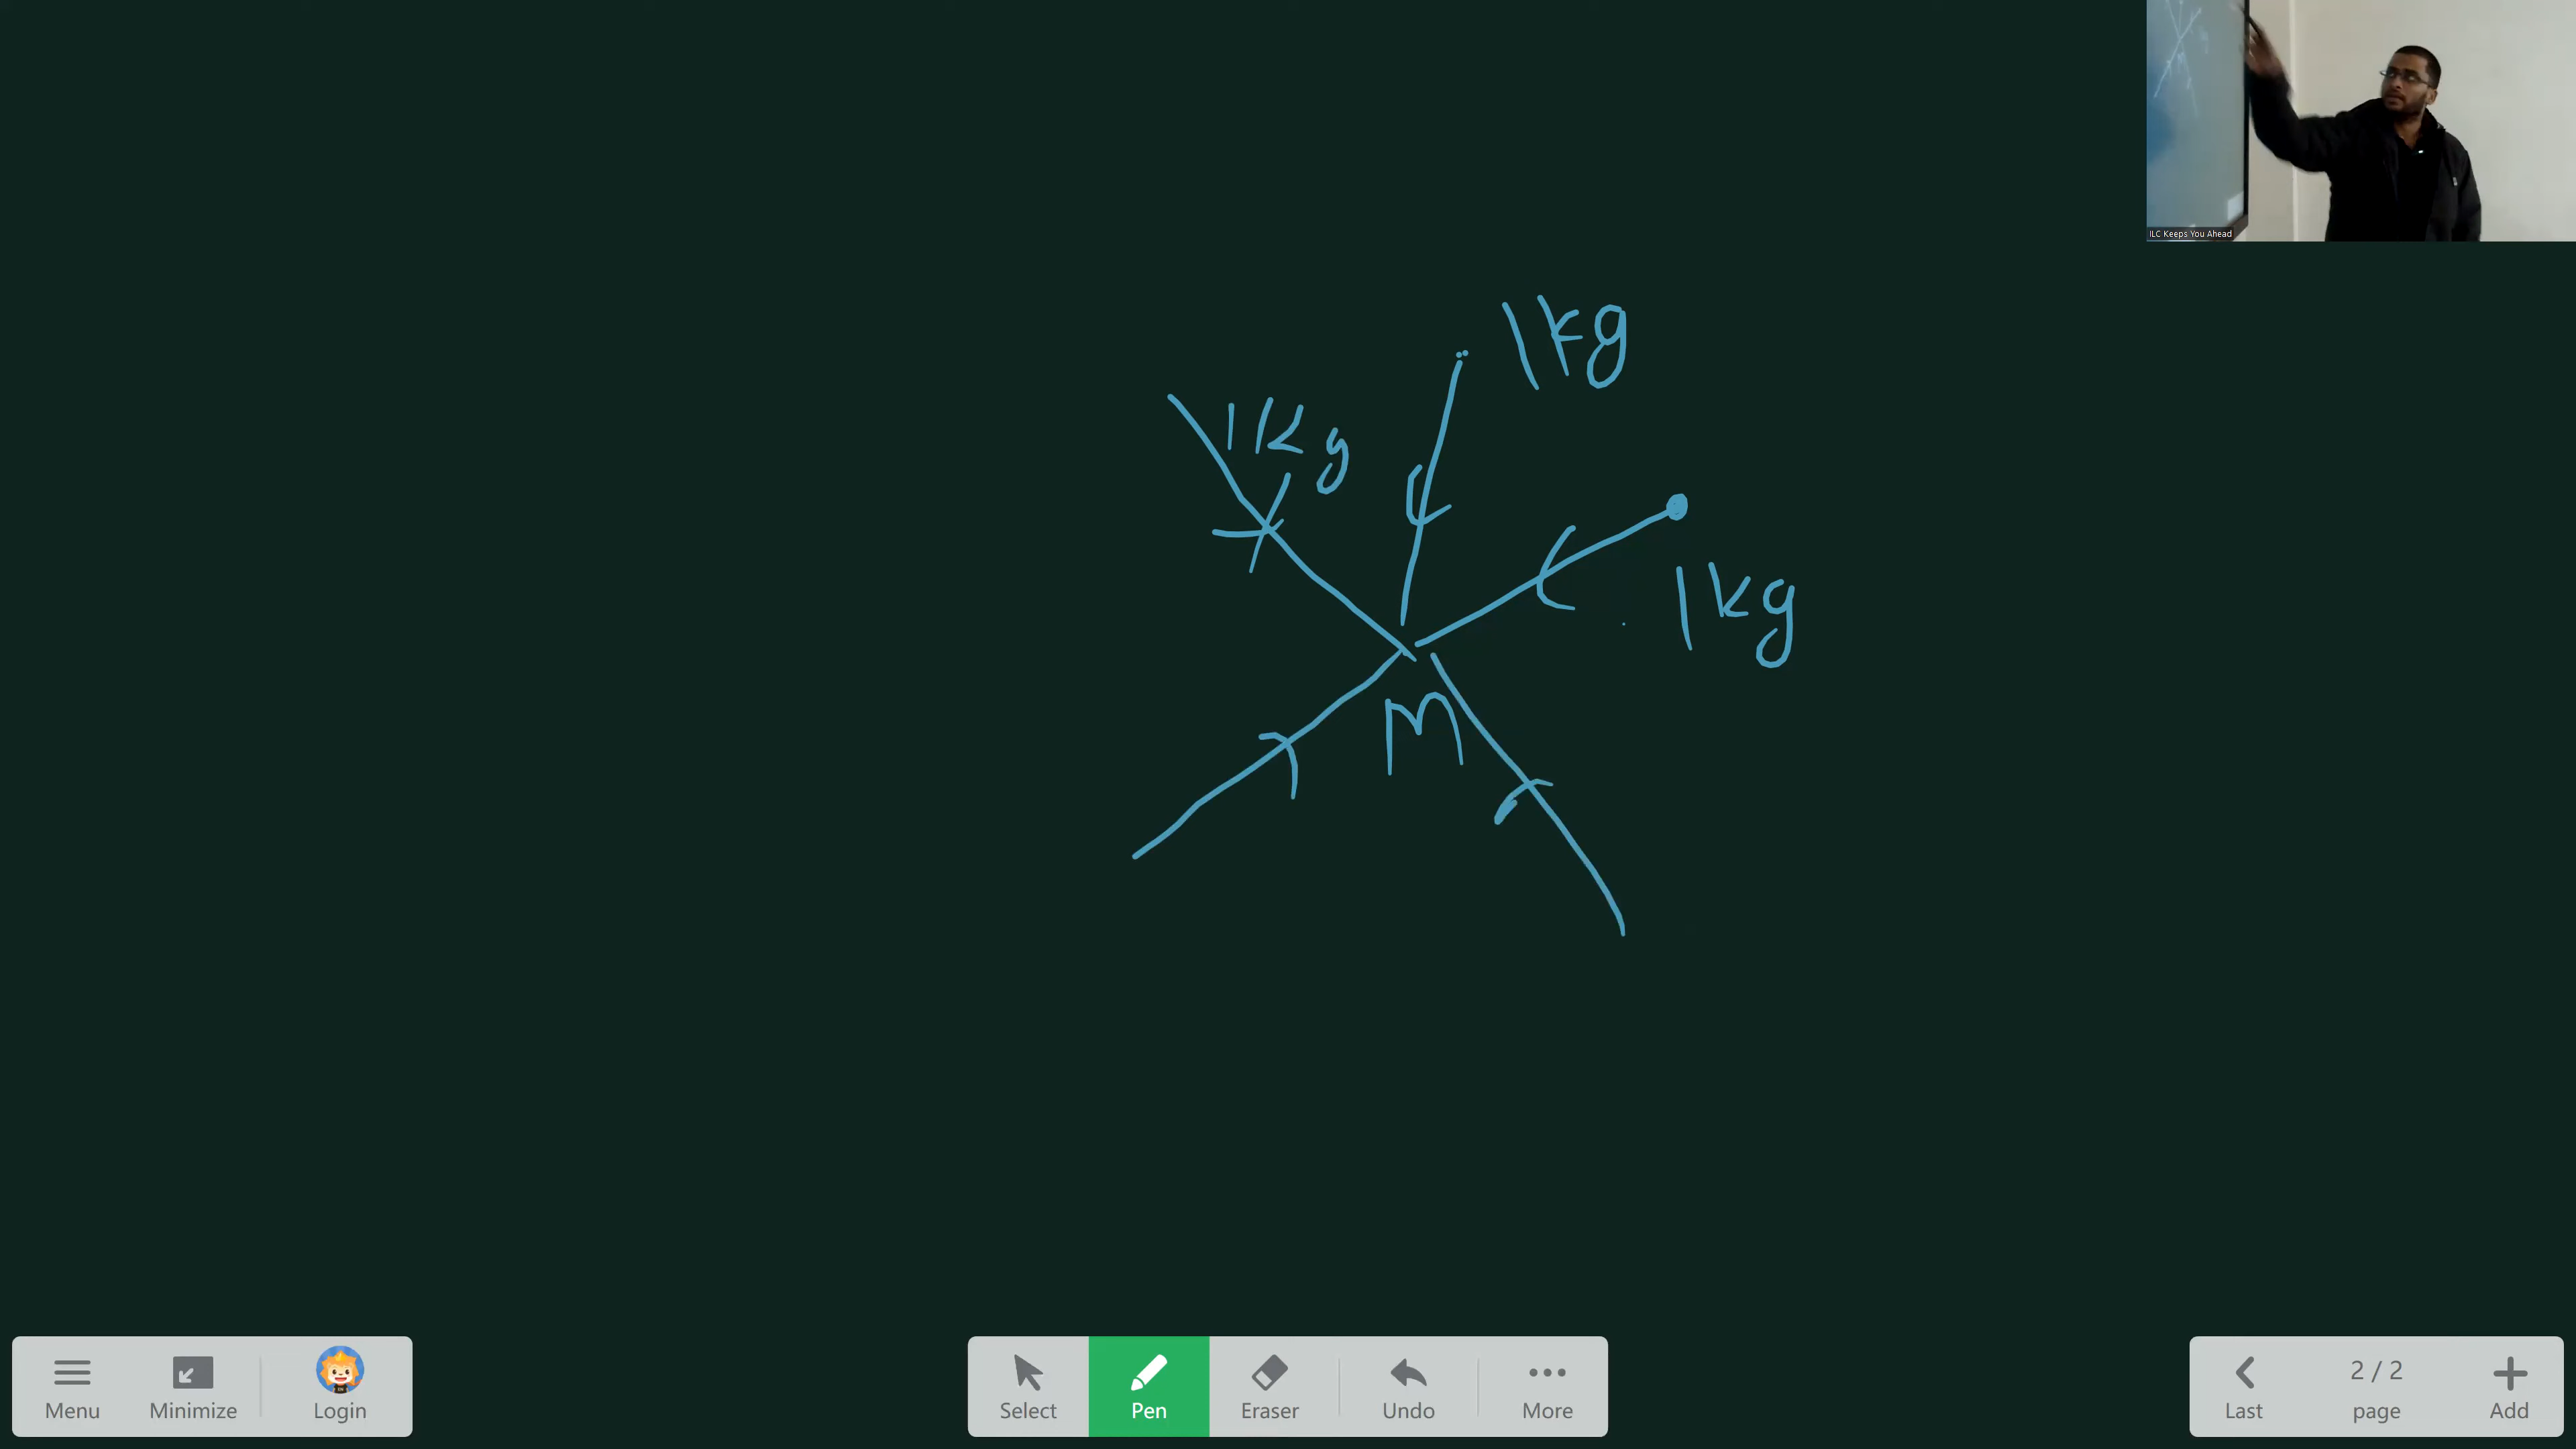 ILC Keeps You Ahead
1kg
1kg
1kg
M
Menu
Minimize
Login
Select
Pen
Eraser
Undo
More
Last
2 / 2
page
Add